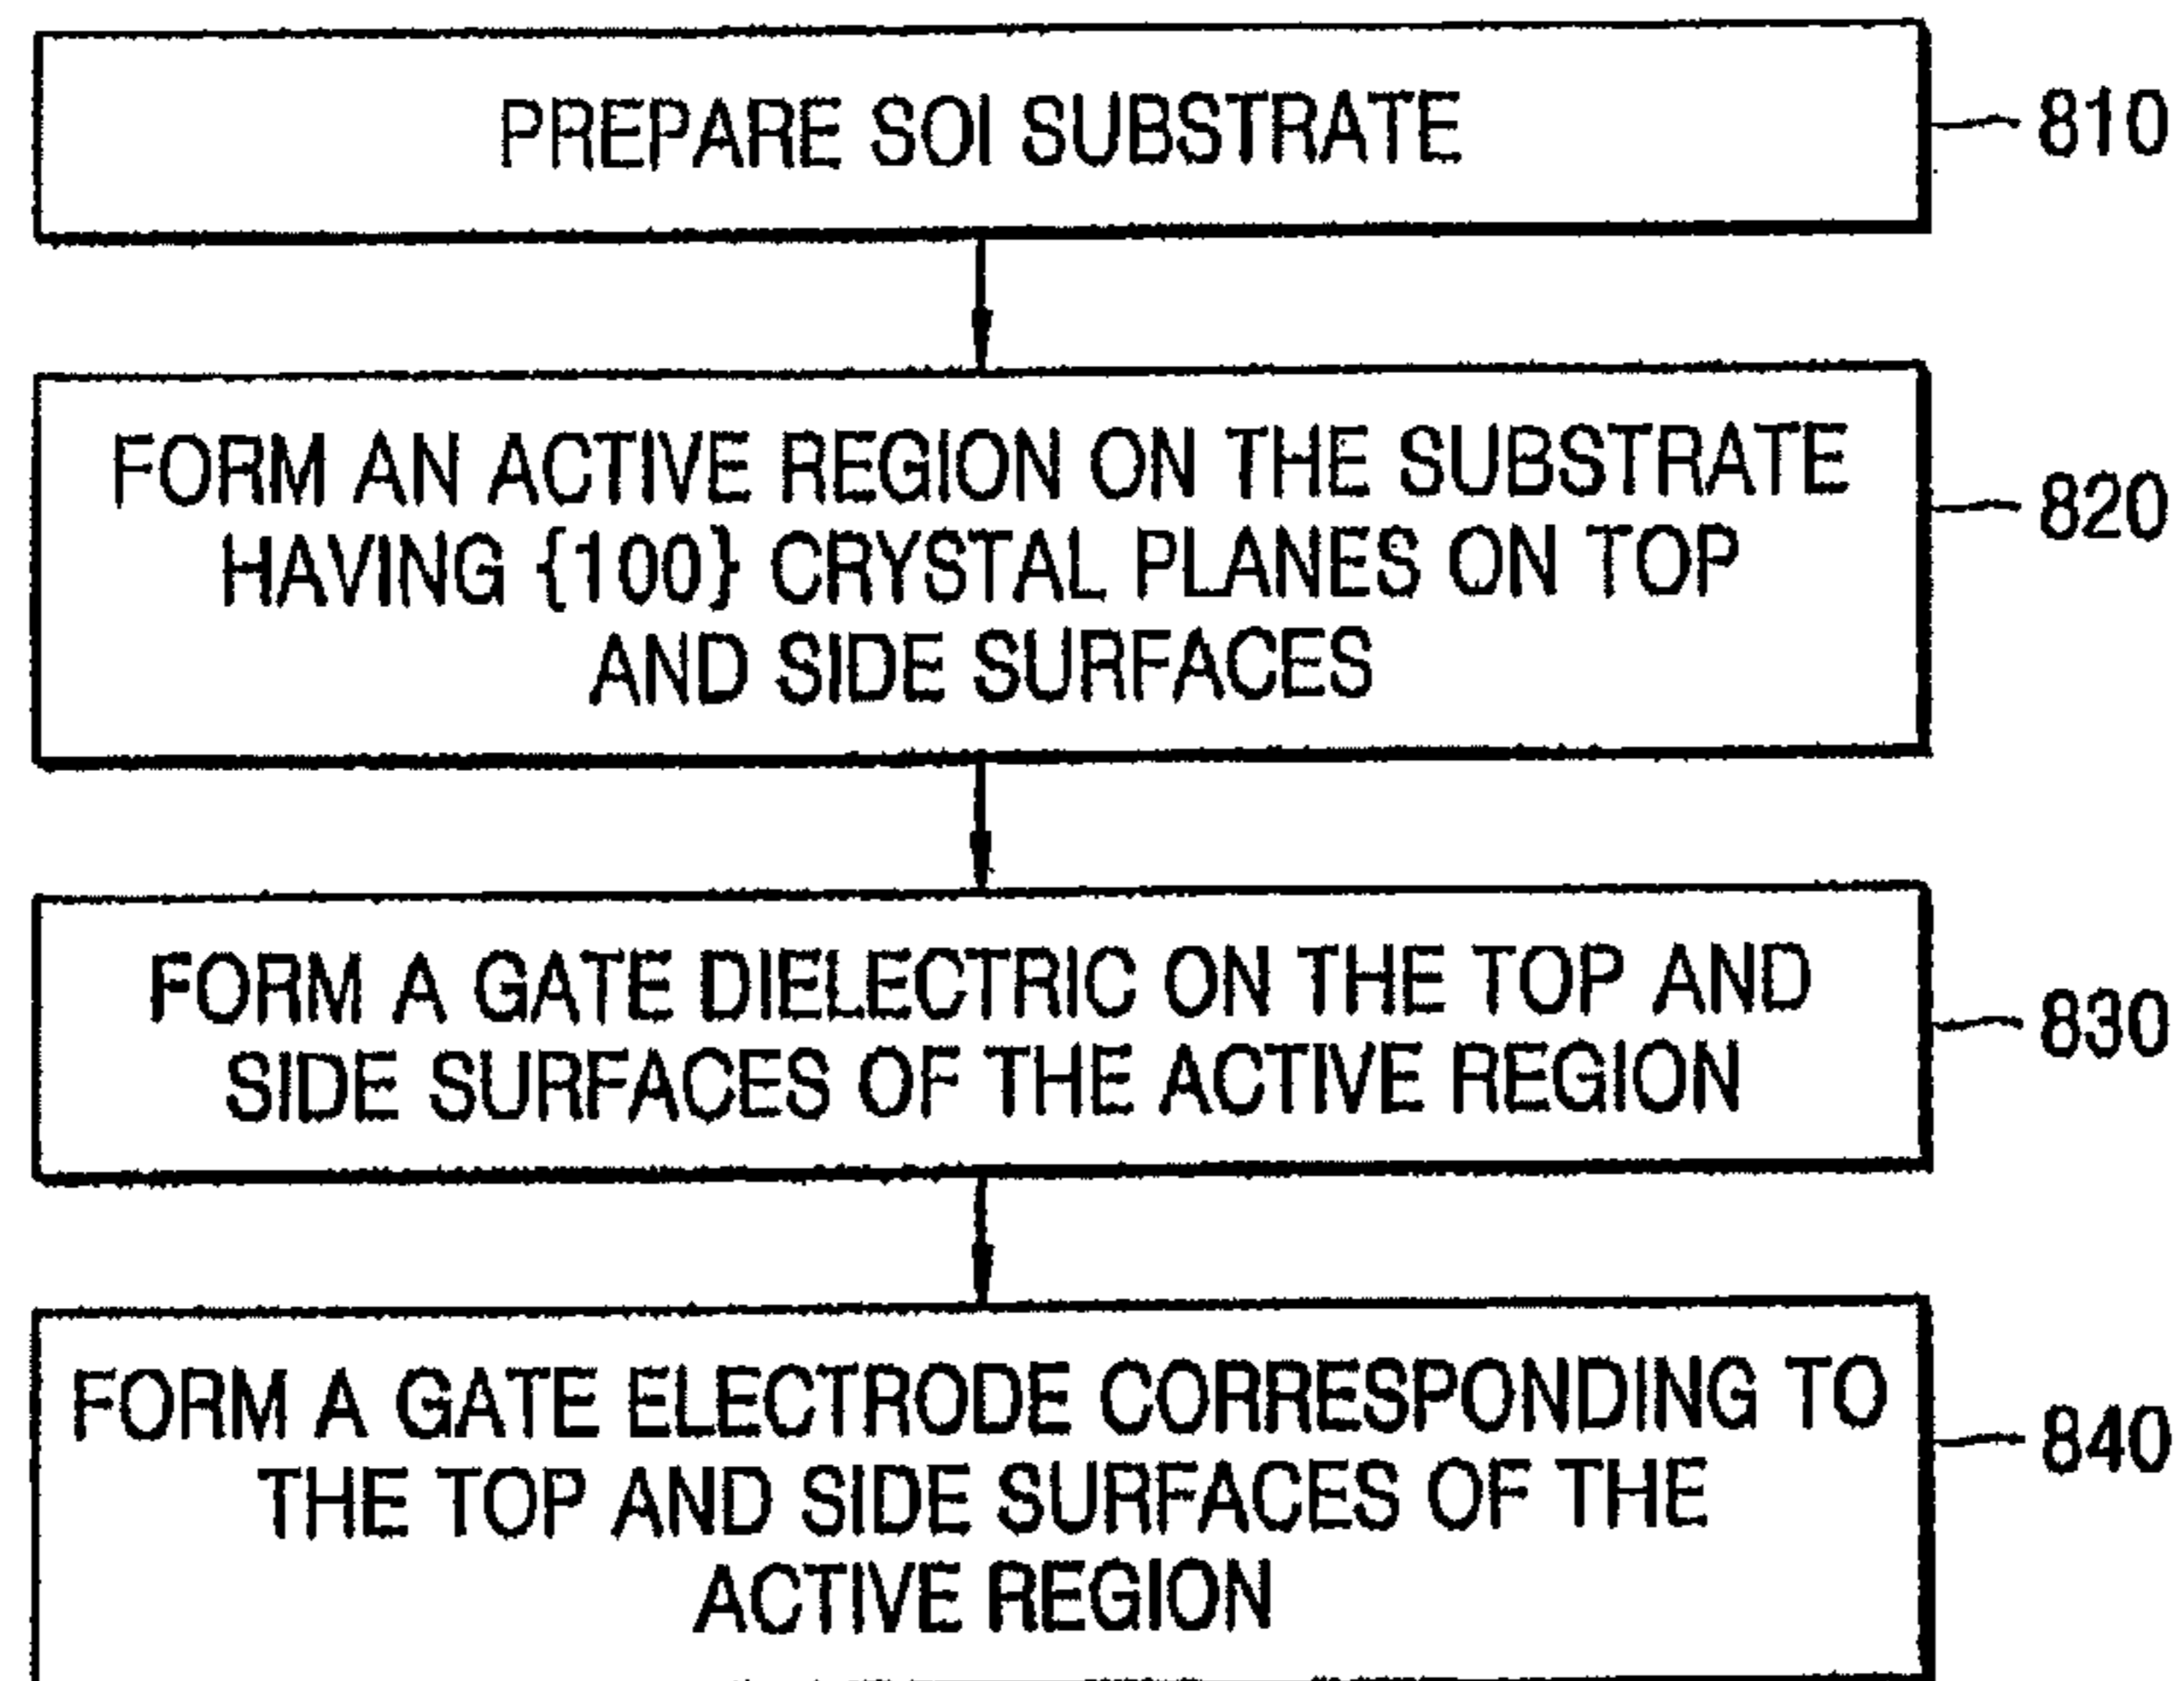 PREPARE SOI SUBSTRATE
810
FORM AN ACTIVE REGION ON THE SUBSTRATE
HAVING {100} CRYSTAL PLANES ON TOP
AND SIDE SURFACES
820
FORM A GATE DIELECTRIC ON THE TOP AND
SIDE SURFACES OF THE ACTIVE REGION
830
FORM A GATE ELECTRODE CORRESPONDING TO
THE TOP AND SIDE SURFACES OF THE
ACTIVE REGION
840